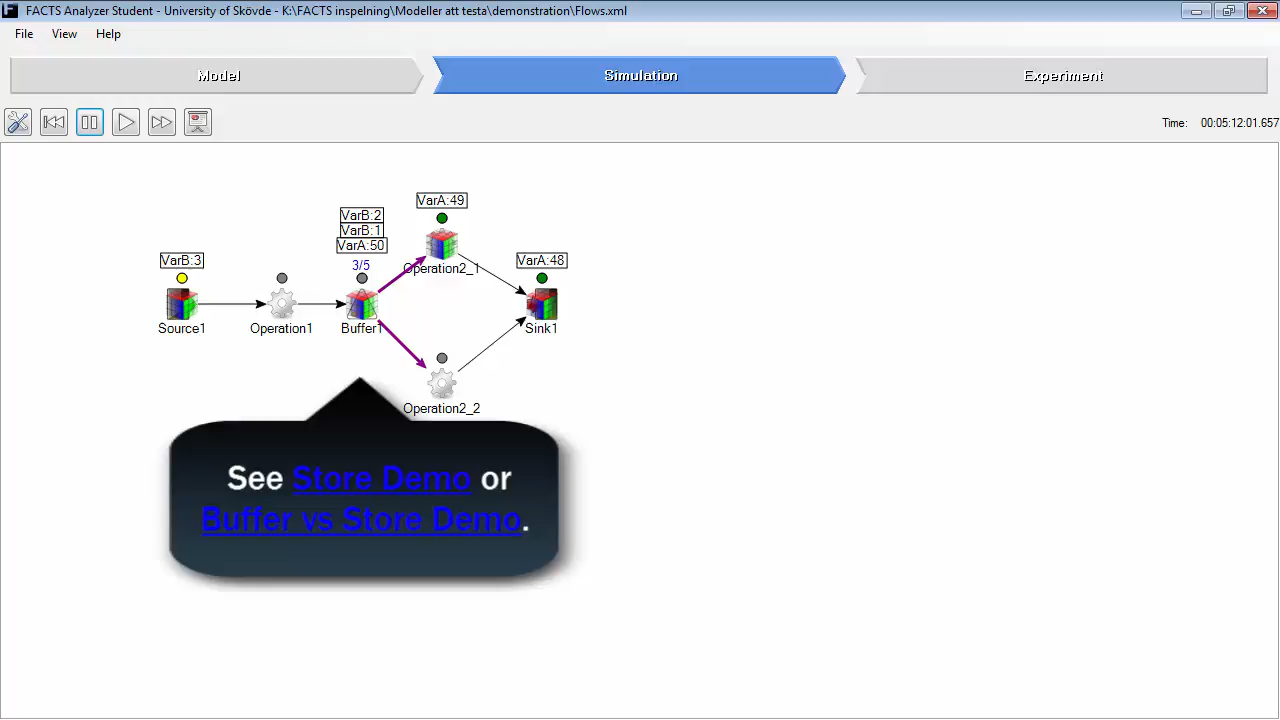 FACTS Analyzer Student - University of Skövde - K:\FACTS inspelning\Modeller att testa\demonstration\Flows.xml
File View Help
Model Simulation Experiment
Time: 00:05:12:01.657
VarA:49
VarB:2
VarB:1
VarA:50
3/5
VarB:3
VarA:48
Operation2_1
Source1
Operation1
Buffer1
Sink1
Operation2_2
See Store Demo or
Buffer vs Store Demo.